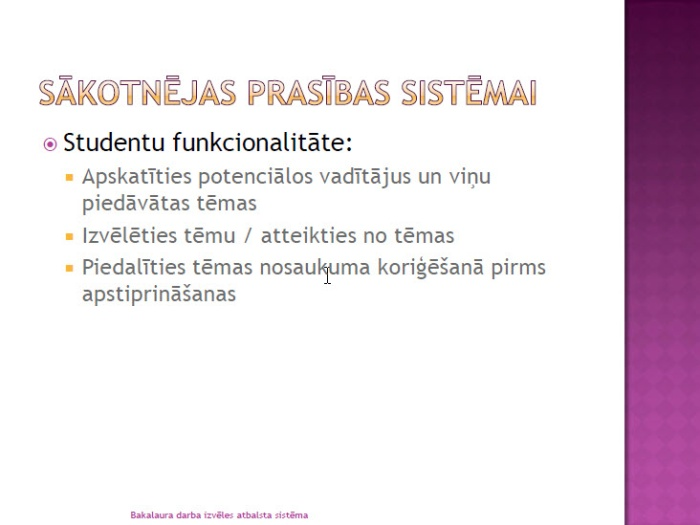 SĀKOTNĒJAS PRASĪBAS SISTĒMAI
Studentu funkcionalitāte:
Apskatīties potenciālos vadītājus un viņu
piedāvātas tēmas
Izvēlēties tēmu / atteikties no tēmas
Piedalīties tēmas nosaukuma koriģēšanā pirms
apstiprināšanas
Bakalaura darba izvēles atbalsta sistēma